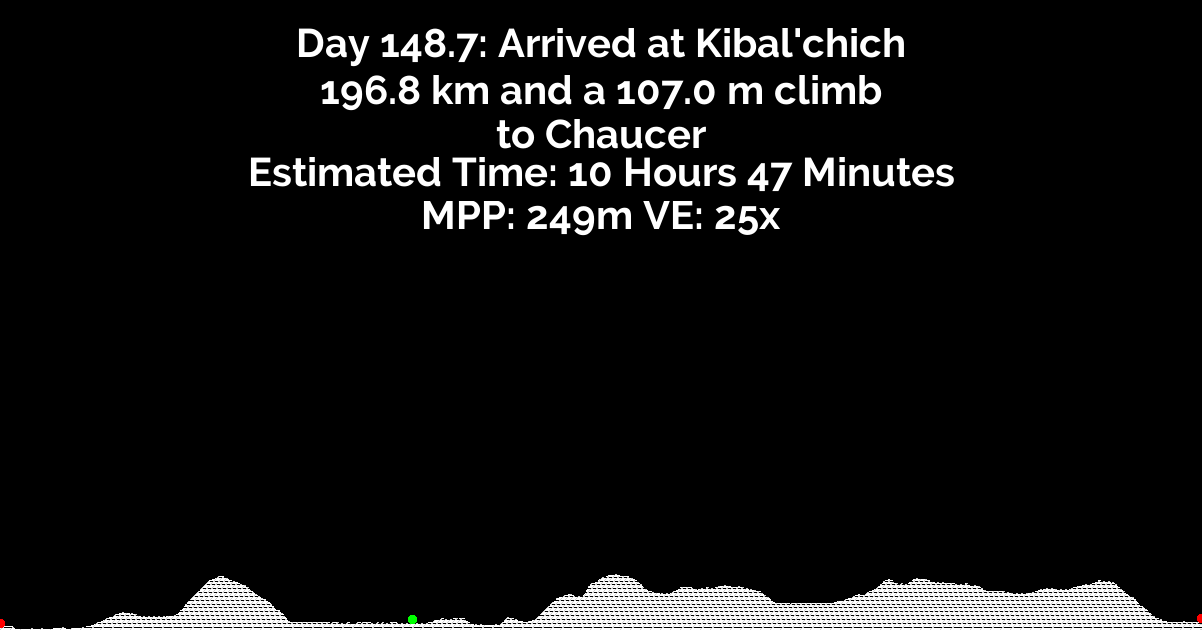 Day 148.7: Arrived at Kibal'chich
196.8 km and a 107.0 m climb
to Chaucer
Estimated Time: 10 Hours 47 Minutes
MPP: 249m VE: 25x